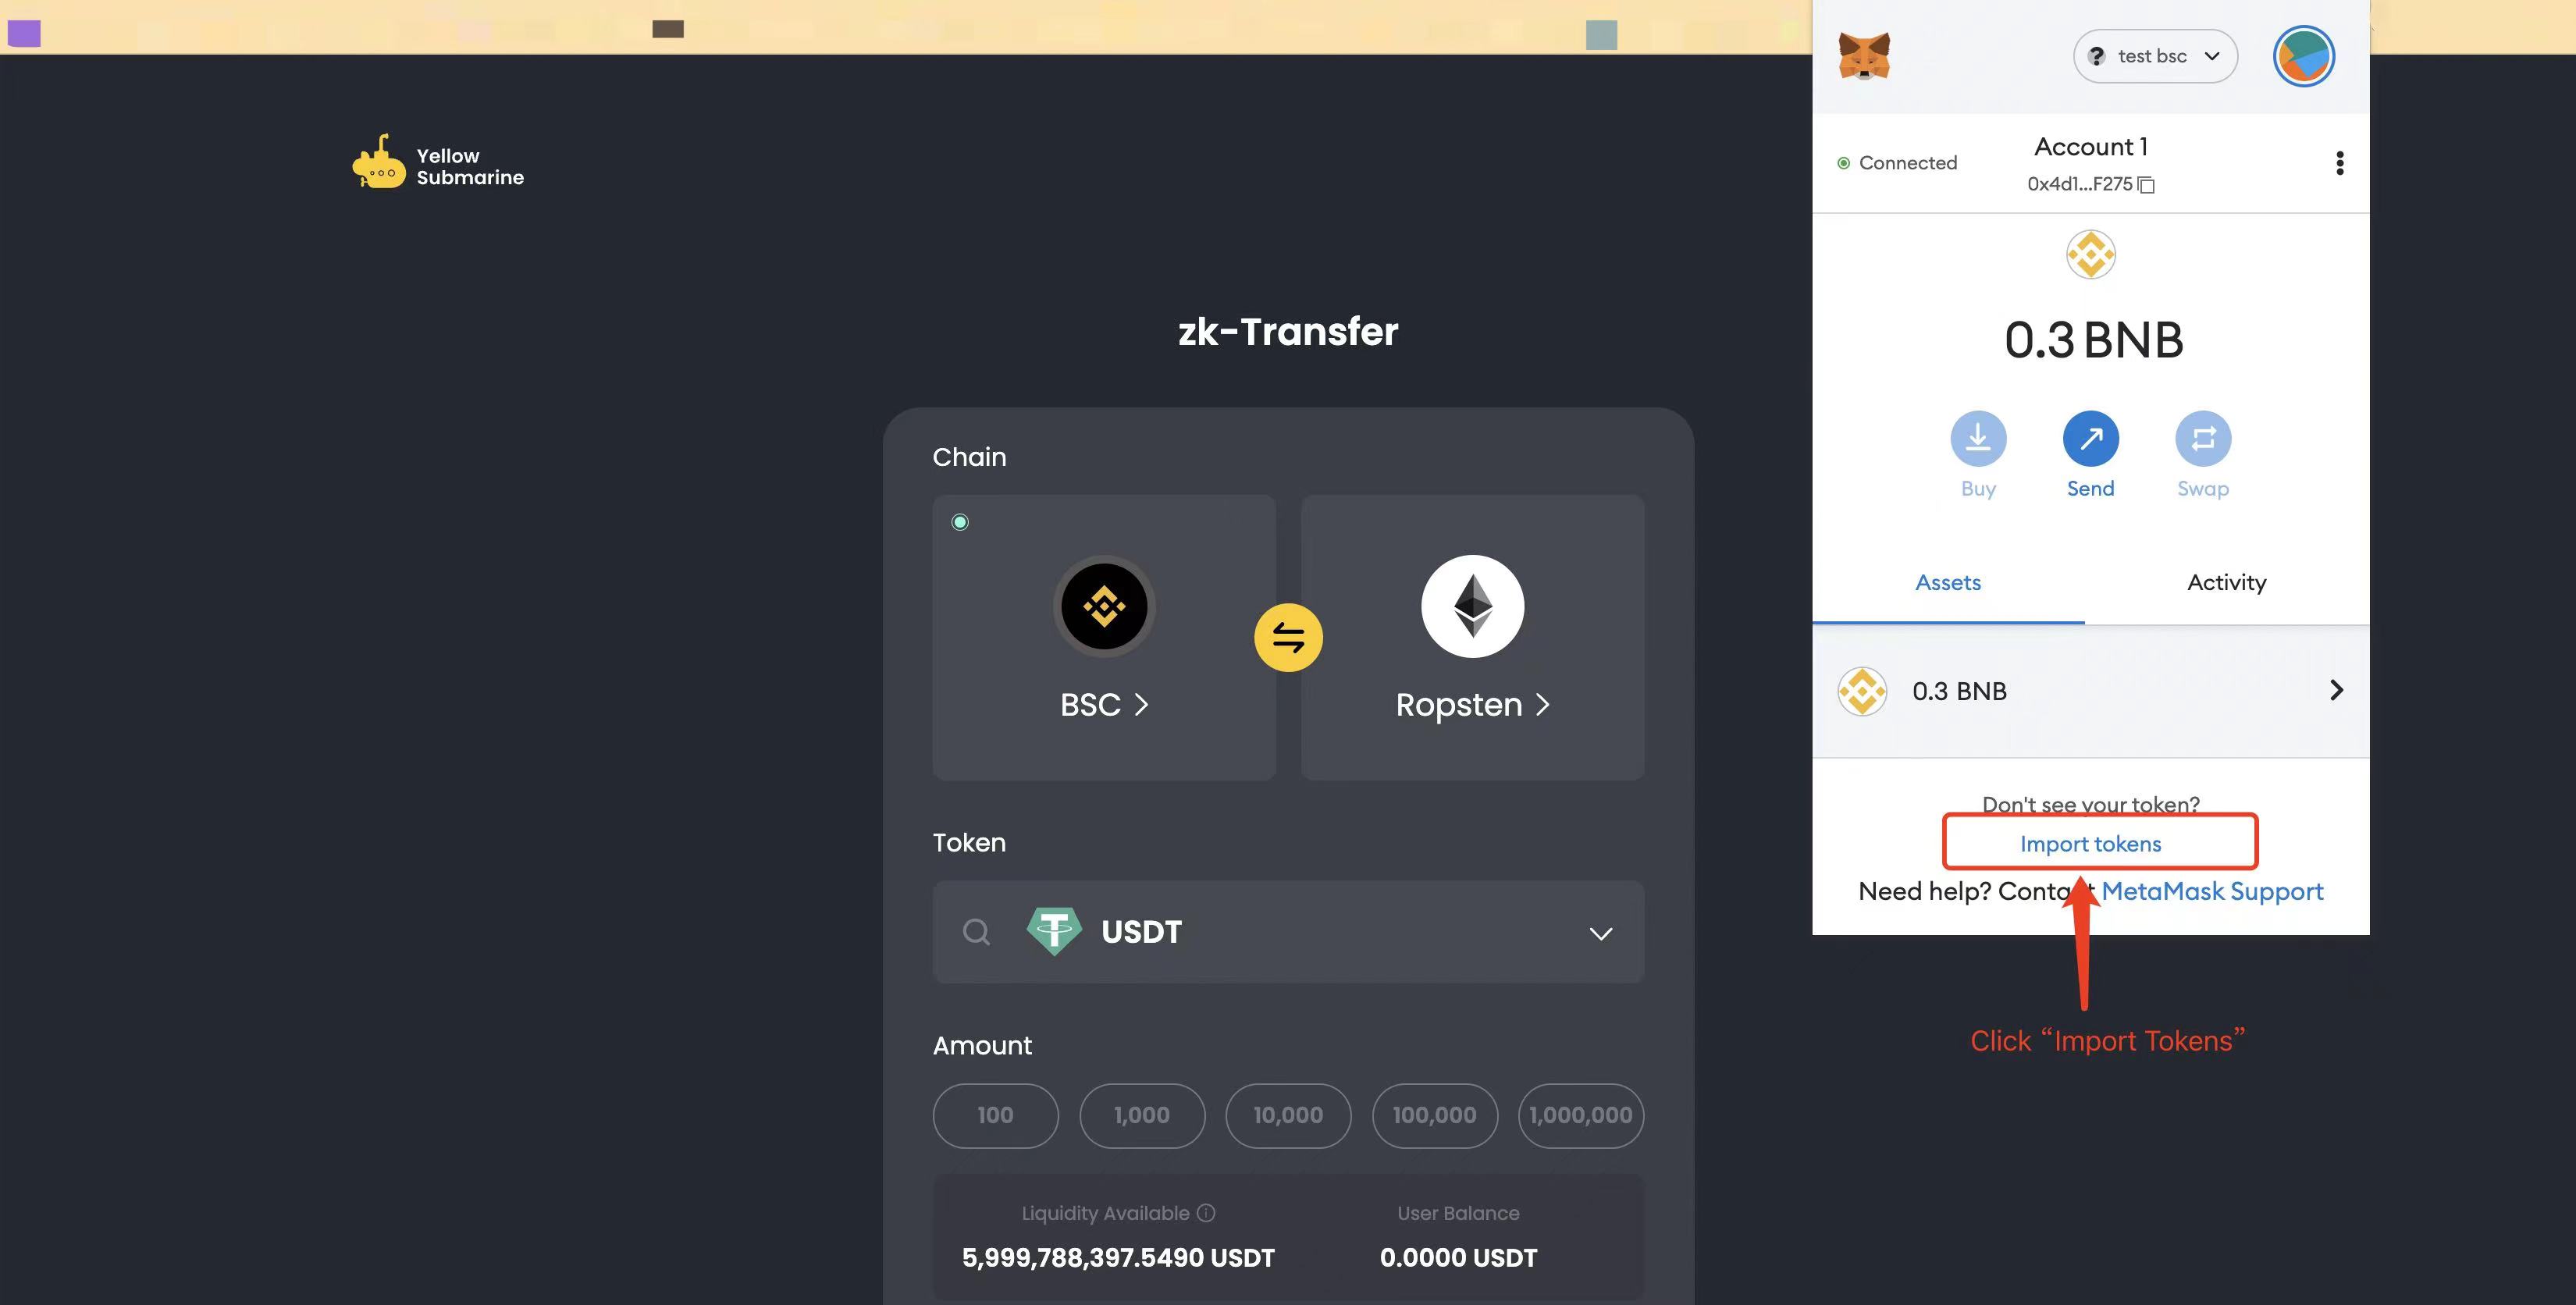 Yellow
Submarine
zk-Transfer
Chain
BSC
Ropsten
Token
USDT
Amount
100
1,000
10,000
100,000
1,000,000
Liquidity Available
User Balance
5,999,788,397.5490 USDT
0.0000 USDT
test bsc
Connected
Account 1
0x4d1...F275
0.3 BNB
Buy
Send
Swap
Assets
Activity
0.3 BNB
Don't see your token?
Import tokens
Need help? Contact MetaMask Support
Click “Import Tokens”